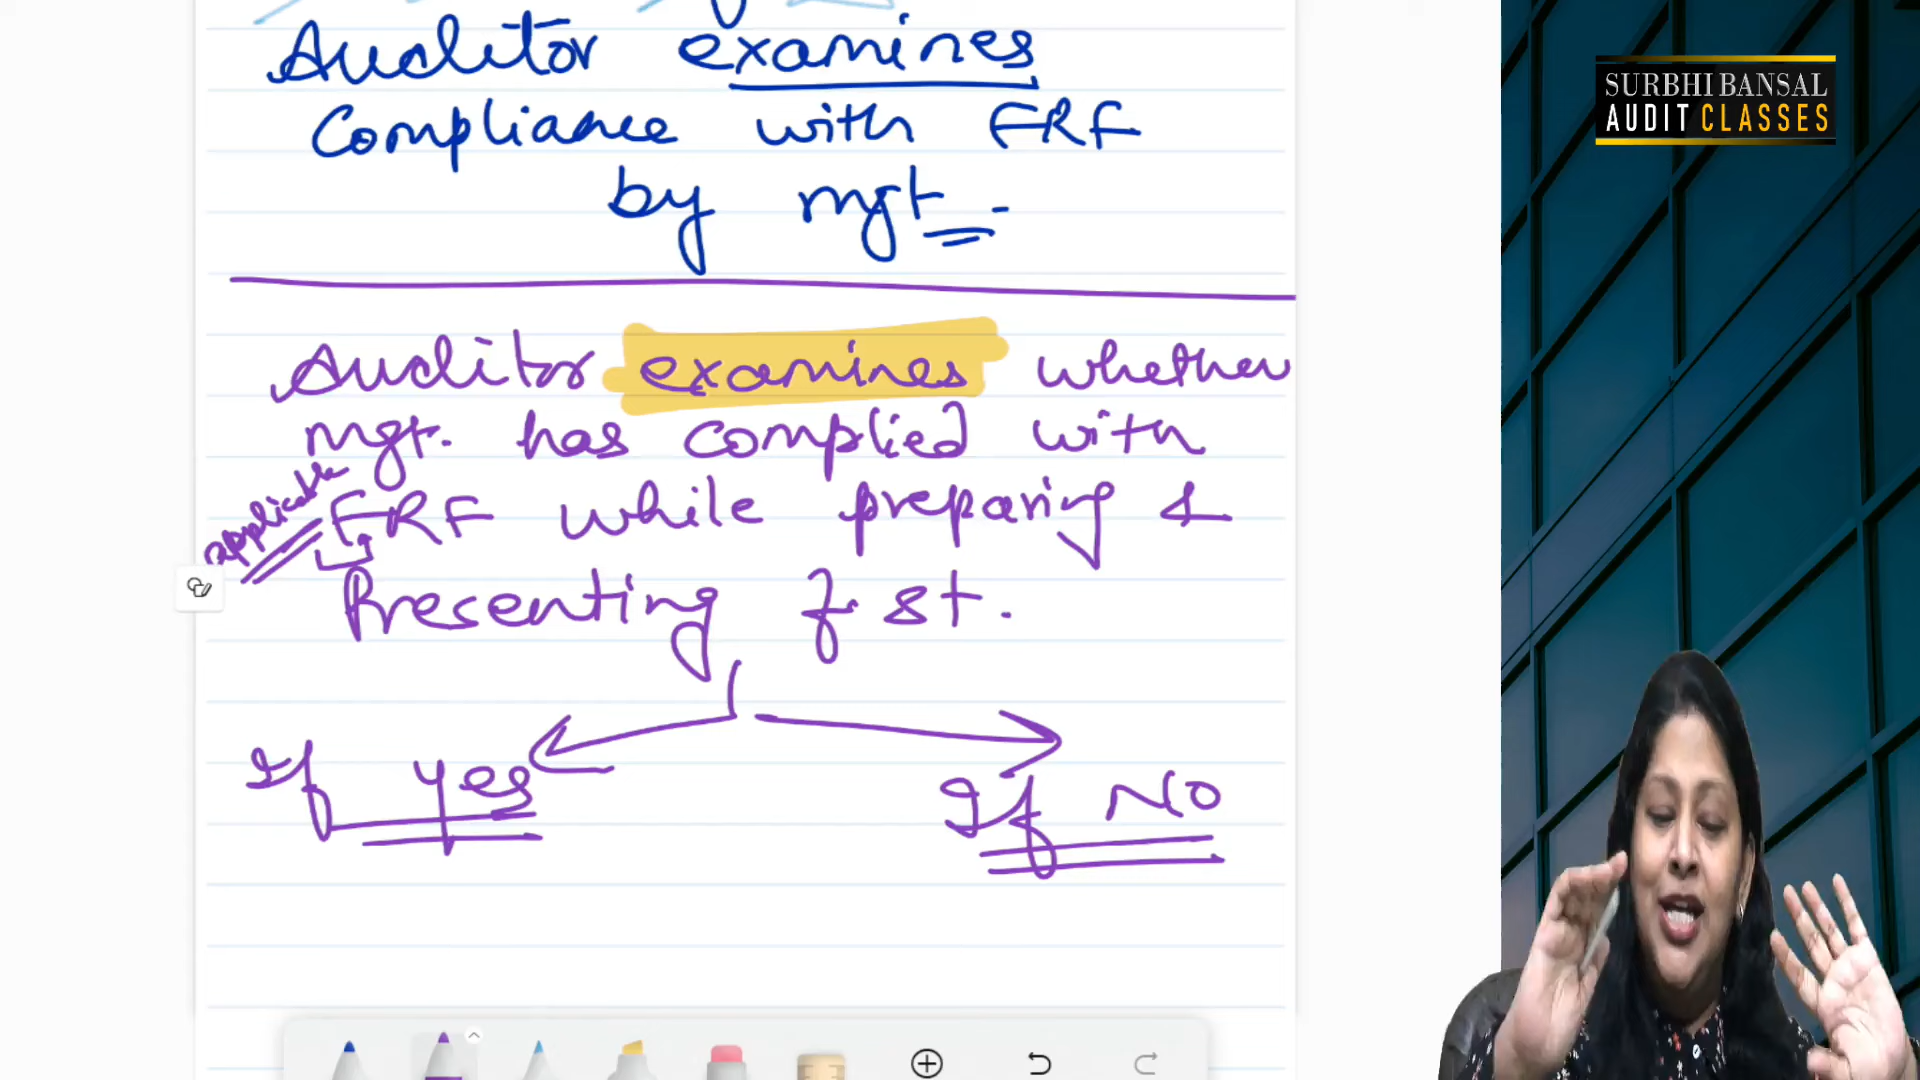 Auditor examines
Compliance with FRF
by mgt
SURBHI BANSAL
AUDIT CLASSES
Auditor examines whether
mgt. has complied with
applicable
FRF while preparing &
Presenting f. st.
If yes
If No